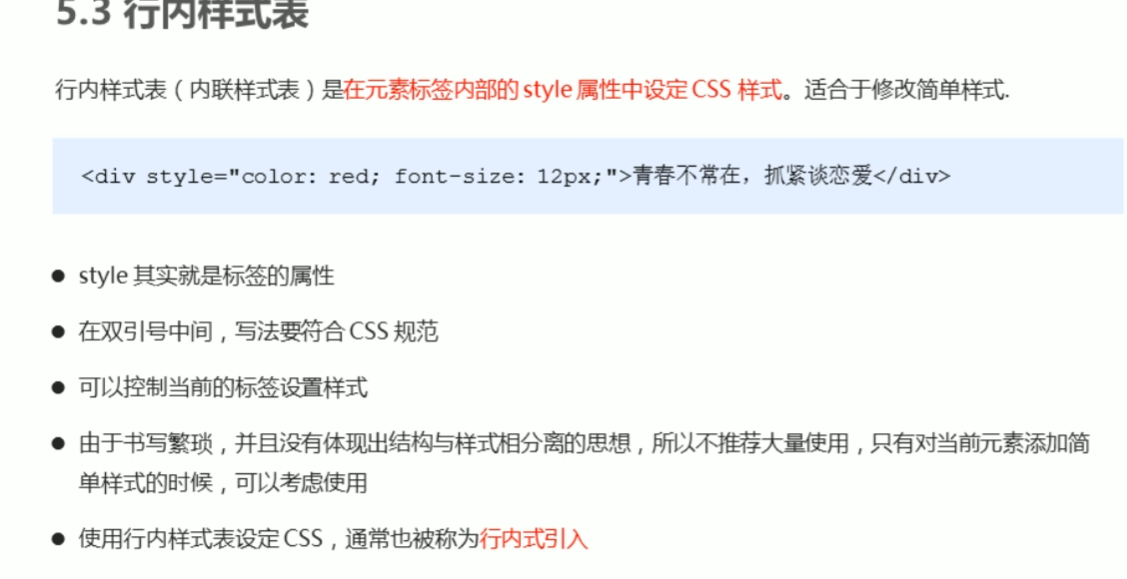 5.3 行内样式表
行内样式表（内联样式表）是在元素标签内部的 style 属性中设定 CSS 样式。适合于修改简单样式.
<div style="color: red; font-size: 12px;">青春不常在，抓紧谈恋爱</div>
● style 其实就是标签的属性
● 在双引号中间，写法要符合 CSS 规范
● 可以控制当前的标签设置样式
● 由于书写繁琐，并且没有体现出结构与样式相分离的思想，所以不推荐大量使用，只有对当前元素添加简
单样式的时候，可以考虑使用
● 使用行内样式表设定 CSS，通常也被称为行内式引入